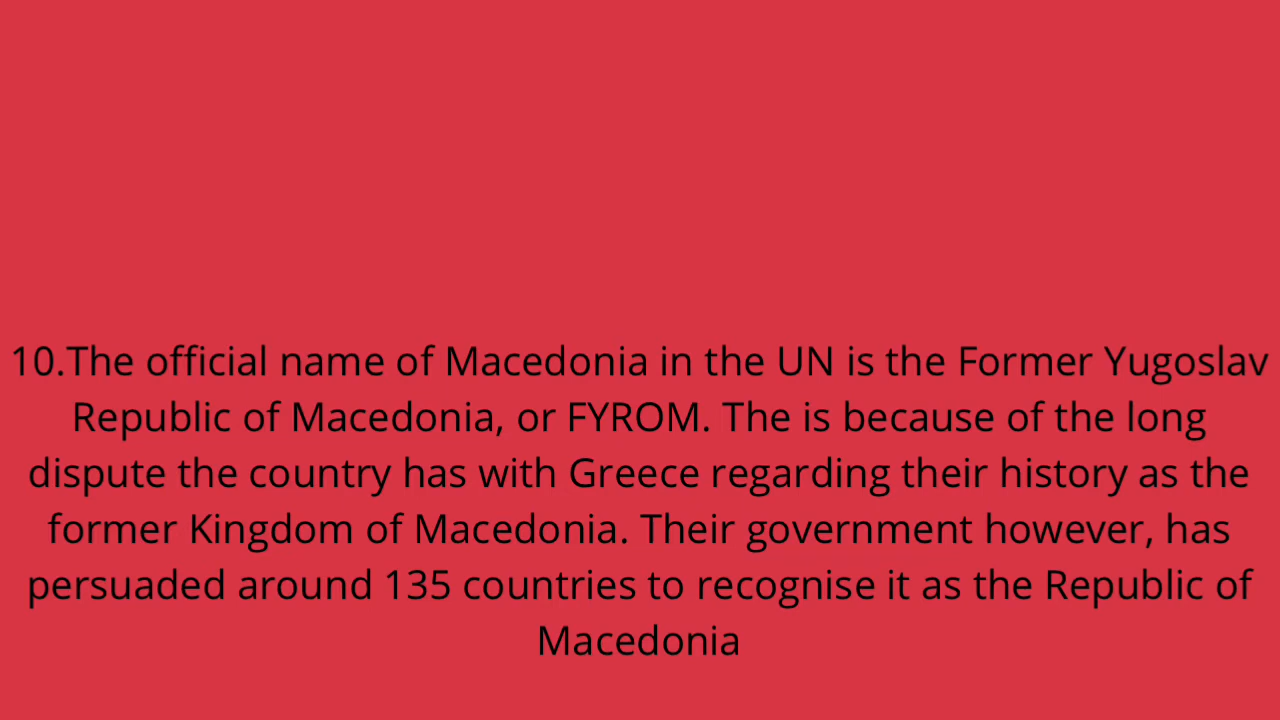 10.The official name of Macedonia in the UN is the Former Yugoslav
Republic of Macedonia, or FYROM. The is because of the long
dispute the country has with Greece regarding their history as the
former Kingdom of Macedonia. Their government however, has
persuaded around 135 countries to recognise it as the Republic of
Macedonia